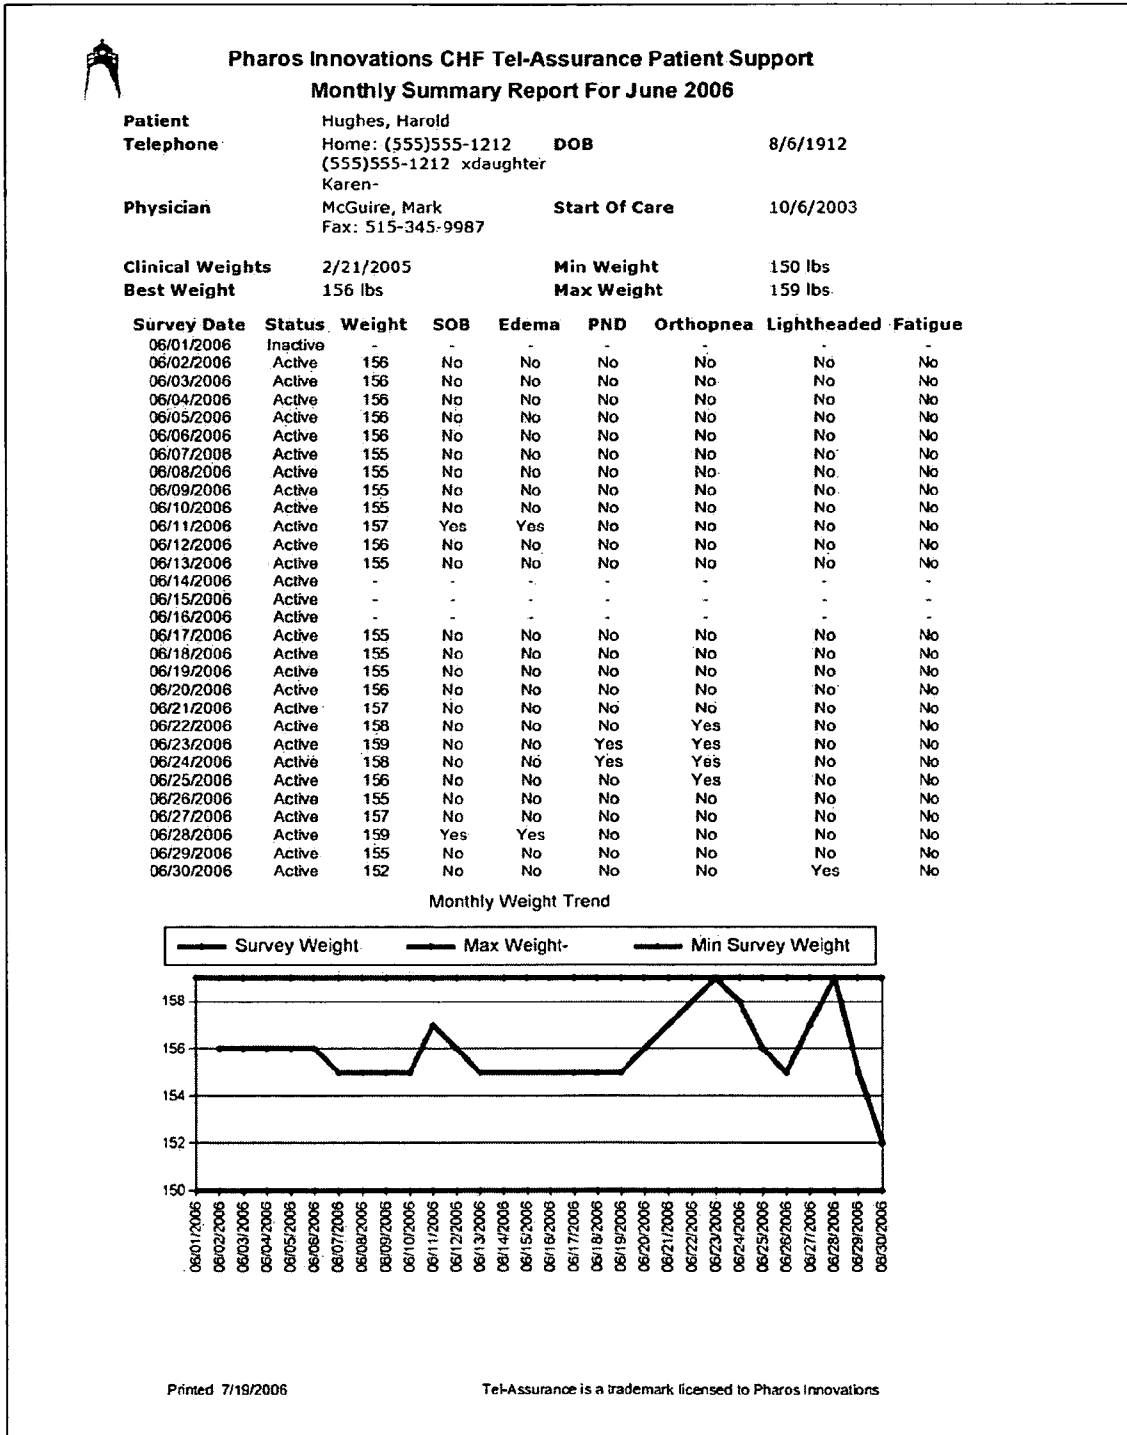 Pharos Innovations CHF Tel-Assurance Patient Support
Monthly Summary Report For June 2006
Patient Hughes, Harold
Telephone Home: (555)555-1212 DOB 8/6/1912
(555)555-1212 xdaughter
Karen-
Physician McGuire, Mark Start Of Care 10/6/2003
Fax: 515-345-9987
Clinical Weights 2/21/2005 Min Weight 150 lbs
Best Weight 156 lbs Max Weight 159 lbs
Survey Date Status Weight SOB Edema PND Orthopnea Lightheaded Fatigue
06/01/2006 Inactive - - - - - - -
06/02/2006 Active 156 No No No No No No
06/03/2006 Active 156 No No No No No No
06/04/2006 Active 156 No No No No No No
06/05/2006 Active 156 No No No No No No
06/06/2006 Active 156 No No No No No No
06/07/2006 Active 155 No No No No No No
06/08/2006 Active 155 No No No No No No
06/09/2006 Active 155 No No No No No No
06/10/2006 Active 155 No No No No No No
06/11/2006 Active 157 Yes Yes No No No No
06/12/2006 Active 156 No No No No No No
06/13/2006 Active 155 No No No No No No
06/14/2006 Active - - - - - - -
06/15/2006 Active - - - - - - -
06/16/2006 Active - - - - - - -
06/17/2006 Active 155 No No No No No No
06/18/2006 Active 155 No No No No No No
06/19/2006 Active 155 No No No No No No
06/20/2006 Active 156 No No No No No No
06/21/2006 Active 157 No No No No No No
06/22/2006 Active 158 No No No Yes No No
06/23/2006 Active 159 No No Yes Yes No No
06/24/2006 Active 158 No No Yes Yes No No
06/25/2006 Active 156 No No No Yes No No
06/26/2006 Active 155 No No No No No No
06/27/2006 Active 157 No No No No No No
06/28/2006 Active 159 Yes Yes No No No No
06/29/2006 Active 155 No No No No No No
06/30/2006 Active 152 No No No No Yes No
Monthly Weight Trend
Survey Weight Max Weight- Min Survey Weight
158
156
154
152
150
06/01/2006
06/02/2006
06/03/2006
06/04/2006
06/05/2006
06/06/2006
06/07/2006
06/08/2006
06/09/2006
06/10/2006
06/11/2006
06/12/2006
06/13/2006
06/14/2006
06/15/2006
06/16/2006
06/17/2006
06/18/2006
06/19/2006
06/20/2006
06/21/2006
06/22/2006
06/23/2006
06/24/2006
06/25/2006
06/26/2006
06/27/2006
06/28/2006
06/29/2006
06/30/2006
Printed 7/19/2006 Tel-Assurance is a trademark licensed to Pharos Innovations